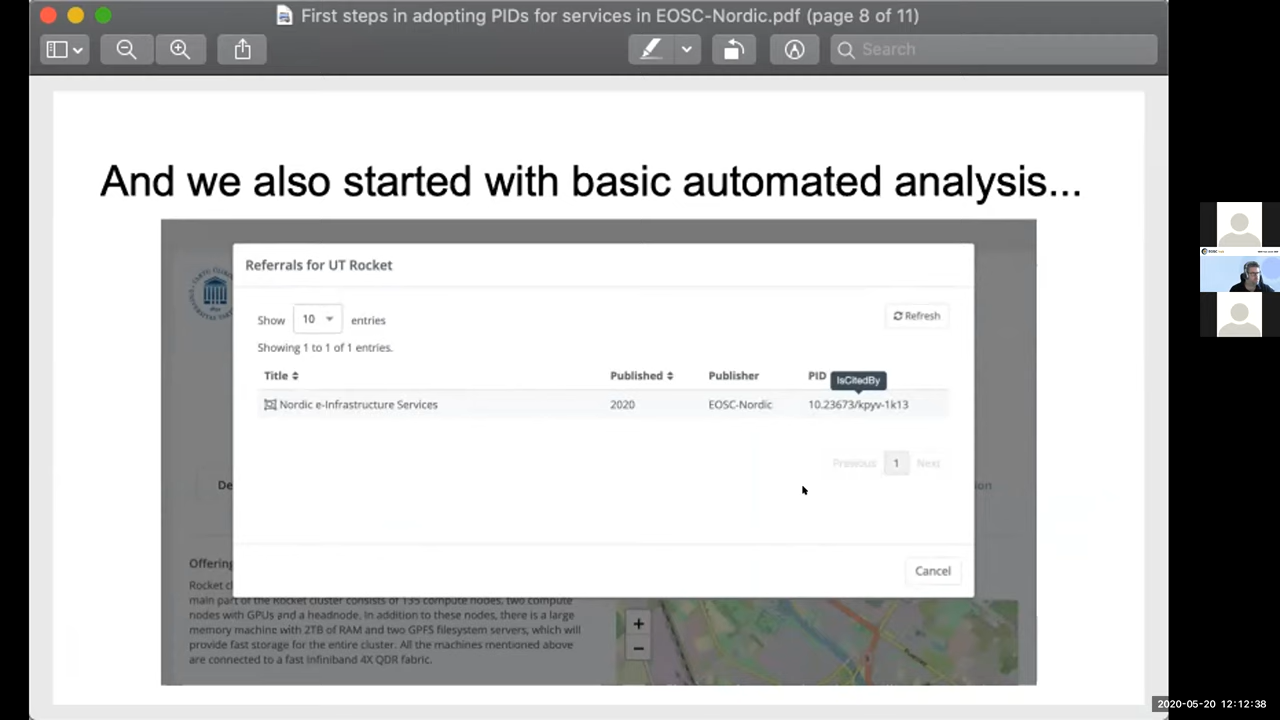 First steps in adopting PIDs for services in EOSC-Nordic.pdf (page 8 of 11)
Search
And we also started with basic automated analysis...
Referrals for UT Rocket
Show 10 entries
Refresh
Showing 1 to 1 of 1 entries.
Title Published Publisher PID
IsCitedBy
Nordic e-Infrastructure Services 2020 EOSC-Nordic 10.23673/kpyv-1k13
Previous 1 Next
De
ion
Cancel
Offering
Rocket cl
main part of the Rocket cluster consists of 135 compute nodes, two compute
nodes with GPUs and a headnode. In addition to these nodes, there is a large
memory machine with 2TB of RAM and two GPFS filesystem servers, which will
provide fast storage for the entire cluster. All the machines mentioned above
are connected to a fast Infiniband 4X QDR fabric.
+
−
2020-05-20 12:12:38